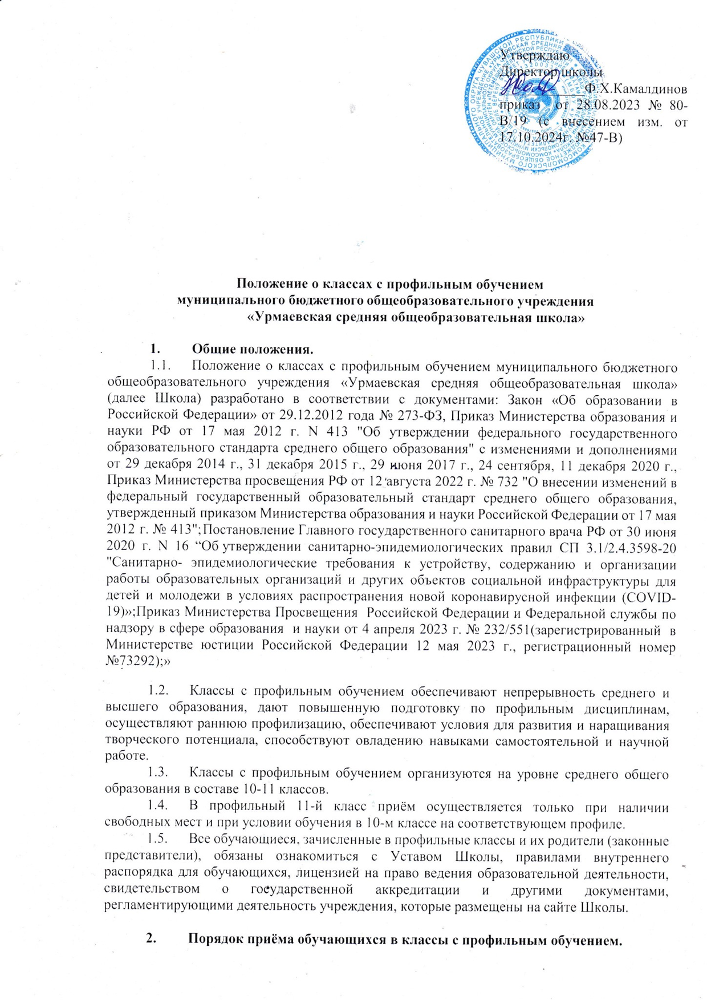 Утверждаю
Директор школы
____________Ф.Х.Камалдинов
приказ от 28.08.2023 № 80-
В/19 (с внесением изм. от
17.10.2024г. №47-В)
Положение о классах с профильным обучением
муниципального бюджетного общеобразовательного учреждения
«Урмаевская средняя общеобразовательная школа»
1. Общие положения.
1.1. Положение о классах с профильным обучением муниципального бюджетного
общеобразовательного учреждения «Урмаевская средняя общеобразовательная школа»
(далее Школа) разработано в соответствии с документами: Закон «Об образовании в
Российской Федерации» от 29.12.2012 года № 273-ФЗ, Приказ Министерства образования и
науки РФ от 17 мая 2012 г. N 413 "Об утверждении федерального государственного
образовательного стандарта среднего общего образования" с изменениями и дополнениями
от 29 декабря 2014 г., 31 декабря 2015 г., 29 июня 2017 г., 24 сентября, 11 декабря 2020 г.,
Приказ Министерства просвещения РФ от 12 августа 2022 г. № 732 "О внесении изменений в
федеральный государственный образовательный стандарт среднего общего образования,
утвержденный приказом Министерства образования и науки Российской Федерации от 17 мая
2012 г. № 413";Постановление Главного государственного санитарного врача РФ от 30 июня
2020 г. N 16 “Об утверждении санитарно-эпидемиологических правил СП 3.1/2.4.3598-20
"Санитарно- эпидемиологические требования к устройству, содержанию и организации
работы образовательных организаций и других объектов социальной инфраструктуры для
детей и молодежи в условиях распространения новой коронавирусной инфекции (COVID-
19)»;Приказ Министерства Просвещения Российской Федерации и Федеральной службы по
надзору в сфере образования и науки от 4 апреля 2023 г. № 232/551(зарегистрированный в
Министерстве юстиции Российской Федерации 12 мая 2023 г., регистрационный номер
№73292);»
1.2. Классы с профильным обучением обеспечивают непрерывность среднего и
высшего образования, дают повышенную подготовку по профильным дисциплинам,
осуществляют раннюю профилизацию, обеспечивают условия для развития и наращивания
творческого потенциала, способствуют овладению навыками самостоятельной и научной
работе.
1.3. Классы с профильным обучением организуются на уровне среднего общего
образования в составе 10-11 классов.
1.4. В профильный 11-й класс приём осуществляется только при наличии
свободных мест и при условии обучения в 10-м классе на соответствующем профиле.
1.5. Все обучающиеся, зачисленные в профильные классы и их родители (законные
представители), обязаны ознакомиться с Уставом Школы, правилами внутреннего
распорядка для обучающихся, лицензией на право ведения образовательной деятельности,
свидетельством о государственной аккредитации и другими документами,
регламентирующими деятельность учреждения, которые размещены на сайте Школы.
2. Порядок приёма обучающихся в классы с профильным обучением.